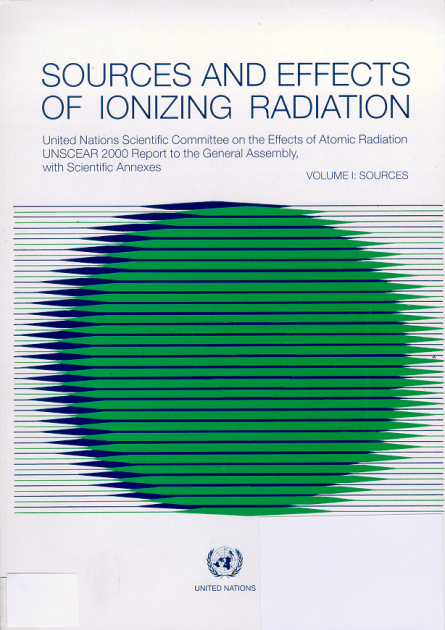 SOURCES AND EFFECTS
OF IONIZING RADIATION
United Nations Scientific Committee on the Effects of Atomic Radiation
UNSCEAR 2000 Report to the General Assembly,
with Scientific Annexes
VOLUME I: SOURCES
UNITED NATIONS